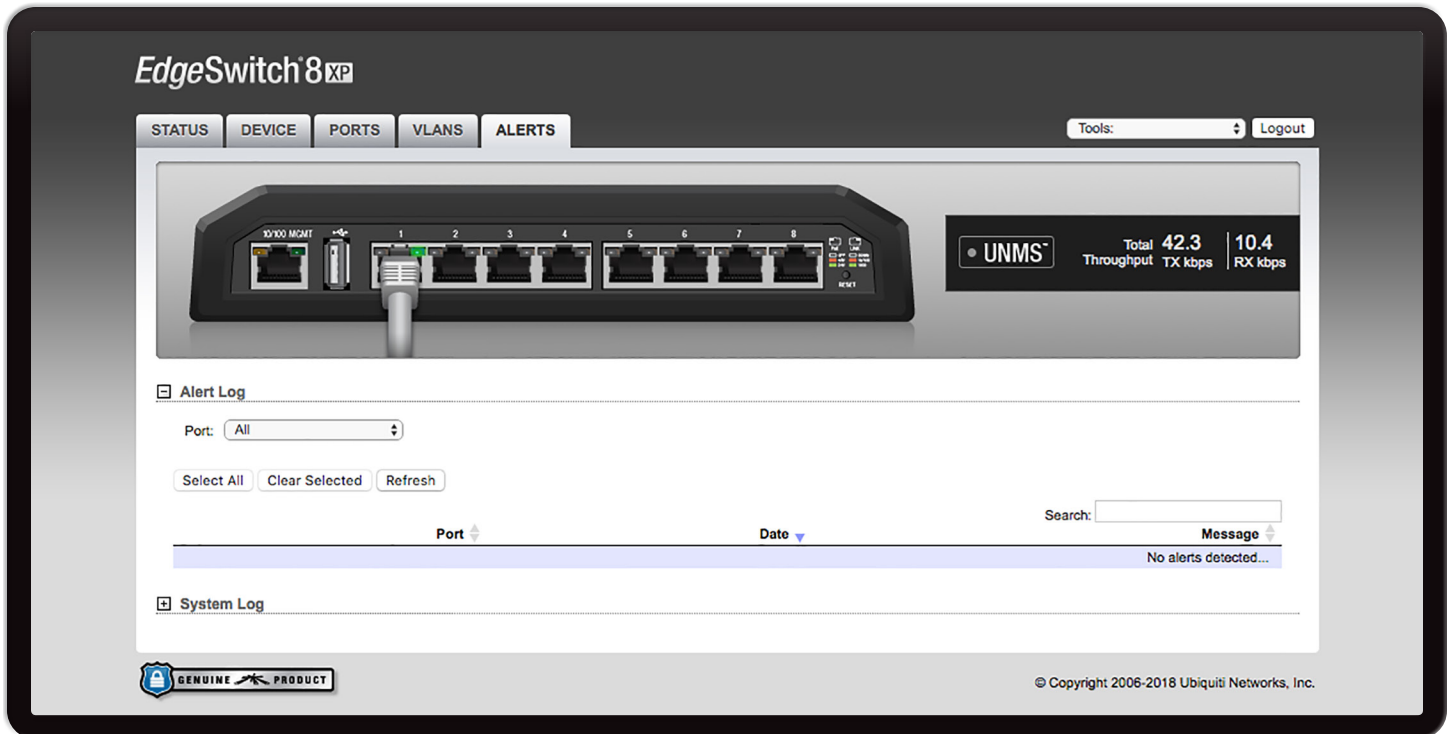 EdgeSwitch 8 XP
STATUS DEVICE PORTS VLANS ALERTS Tools: Logout
10/100 MGMT 1 2 3 4 5 6 7 8
PoE LINK
RESET
UNMS™ Total Throughput 42.3 TX kbps 10.4 RX kbps
Alert Log
Port: All
Select All Clear Selected Refresh
Search:
Port Date Message
No alerts detected...
System Log
GENUINE PRODUCT
© Copyright 2006-2018 Ubiquiti Networks, Inc.